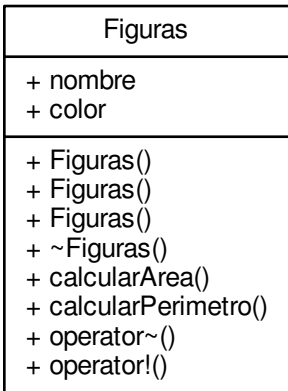 Figuras
+ nombre
+ color
+ Figuras()
+ Figuras()
+ Figuras()
+ ~Figuras()
+ calcularArea()
+ calcularPerimetro()
+ operator~()
+ operator!()